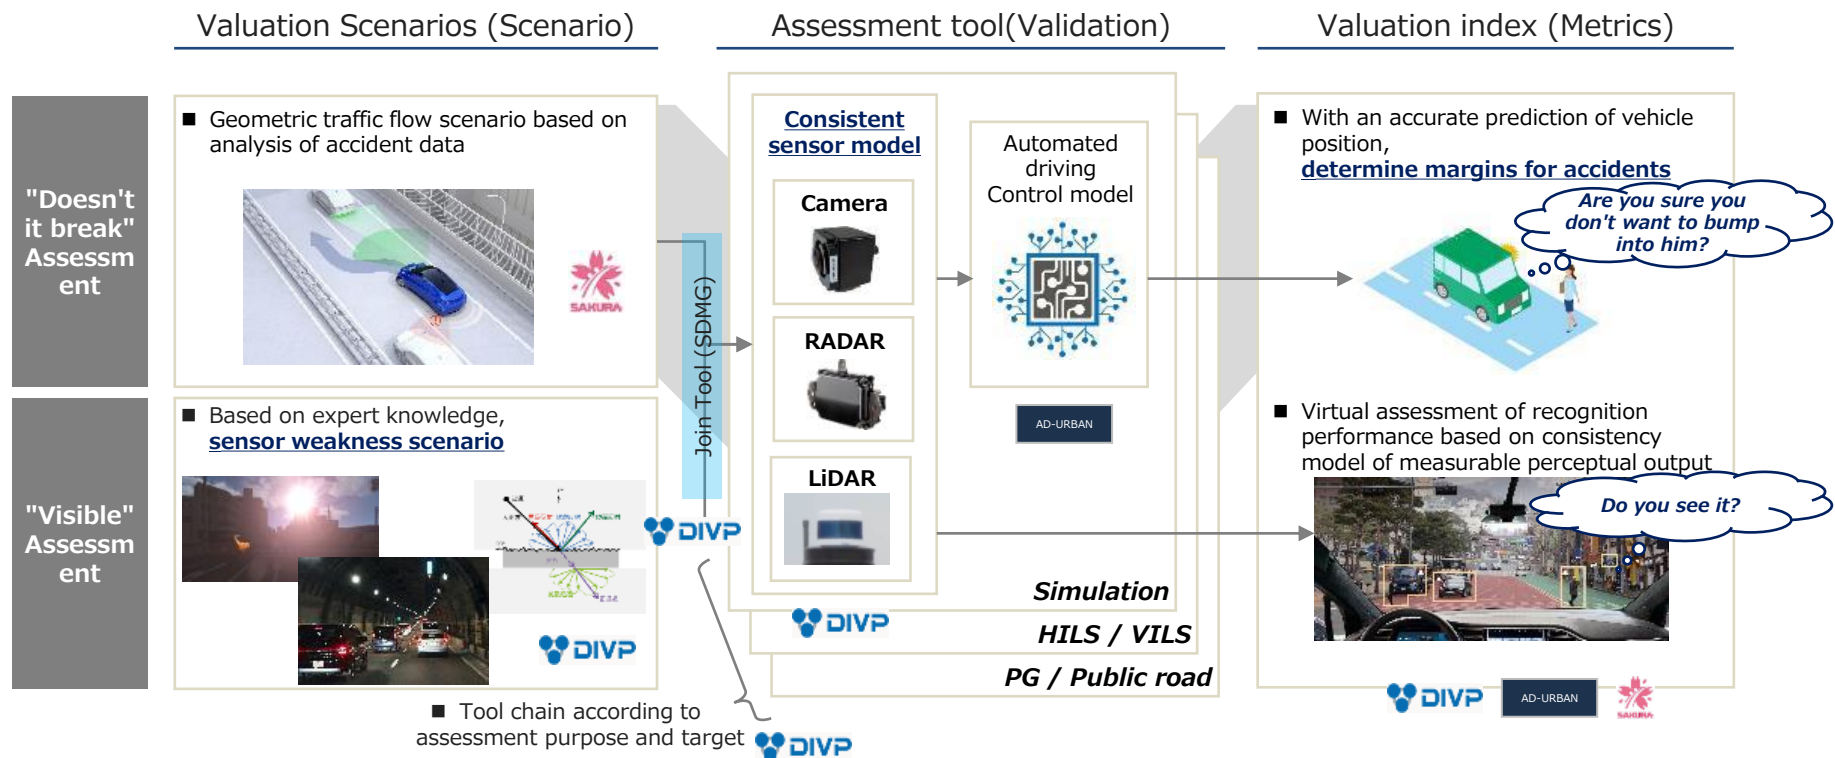 Valuation Scenarios (Scenario)
Assessment tool(Validation)
Valuation index (Metrics)
"Doesn't
it break"
Assessm
ent
■ Geometric traffic flow scenario based on
analysis of accident data
SAKURA
Join Tool (SDMG)
Consistent
sensor model
Camera
RADAR
LiDAR
Automated
driving
Control model
AD-URBAN
■ With an accurate prediction of vehicle
position,
determine margins for accidents
Are you sure you
don't want to bump
into him?
"Visible"
Assessm
ent
■ Based on expert knowledge,
sensor weakness scenario
DIVP
DIVP
Simulation
DIVP
HILS / VILS
PG / Public road
■ Virtual assessment of recognition
performance based on consistency
model of measurable perceptual output
Do you see it?
DIVP
AD-URBAN
SAKURA
■ Tool chain according to
assessment purpose and target
DIVP